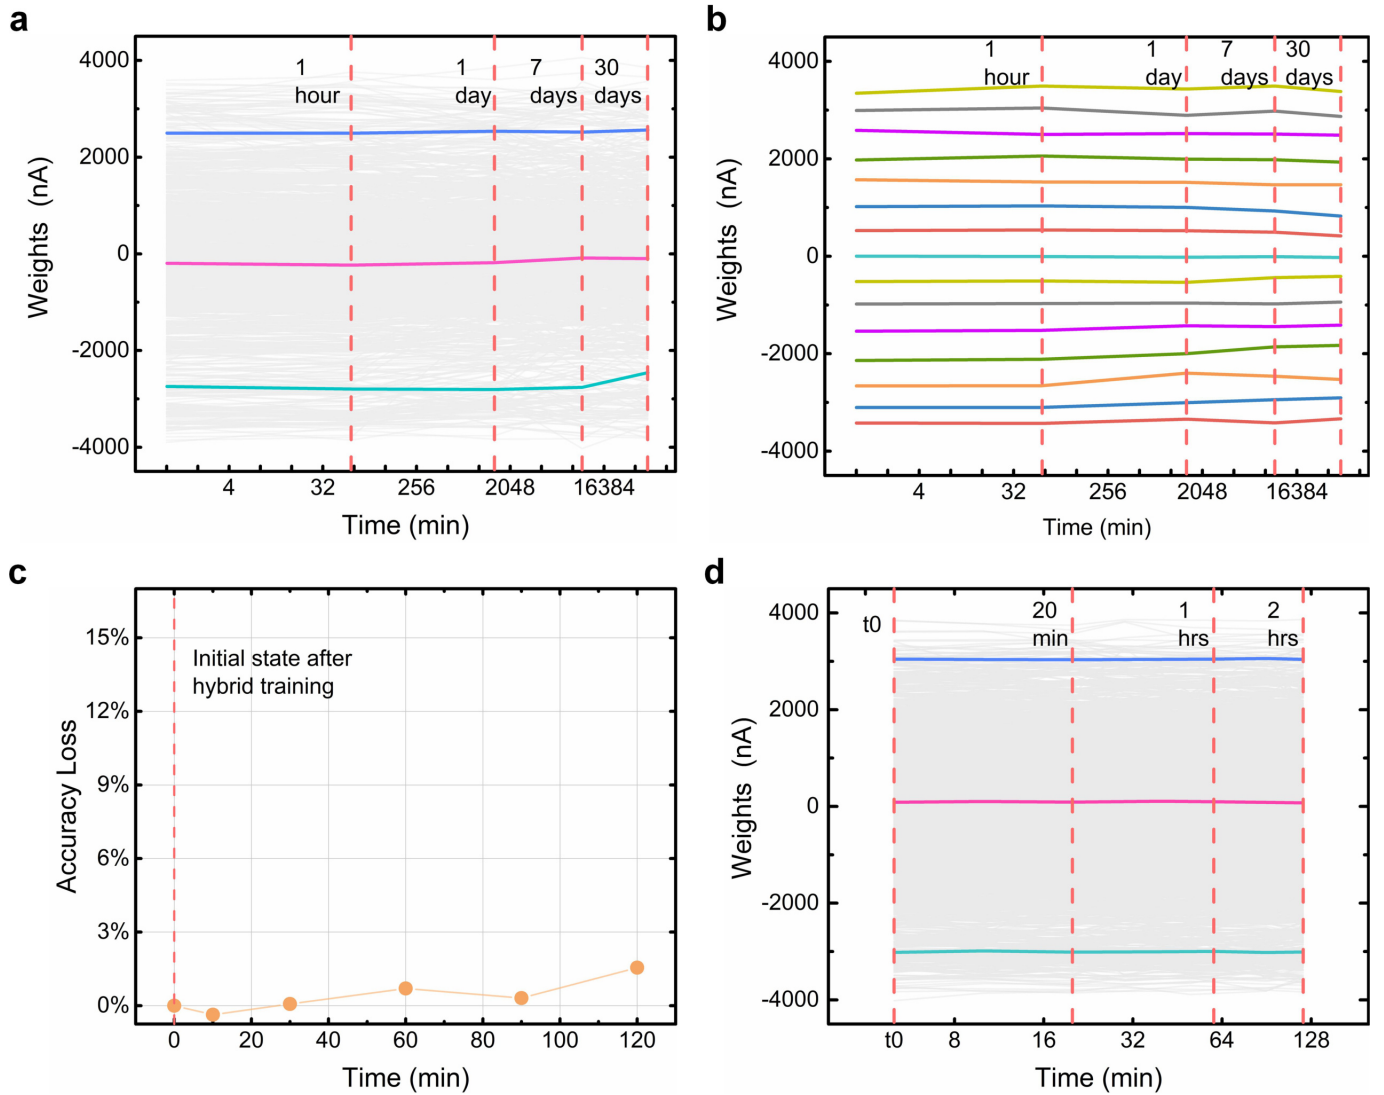 a
4000
2000
0
-2000
-4000
Weights (nA)
1
hour
1
day
7
days
30
days
4
32
256
2048
16384
Time (min)
b
4000
2000
0
-2000
-4000
Weights (nA)
1
hour
1
day
7
days
30
days
4
32
256
2048
16384
Time (min)
c
15%
12%
9%
6%
3%
0%
Accuracy Loss
Initial state after
hybrid training
0
20
40
60
80
100
120
Time (min)
d
4000
2000
0
-2000
-4000
Weights (nA)
t0
20
min
1
hrs
2
hrs
t0
8
16
32
64
128
Time (min)